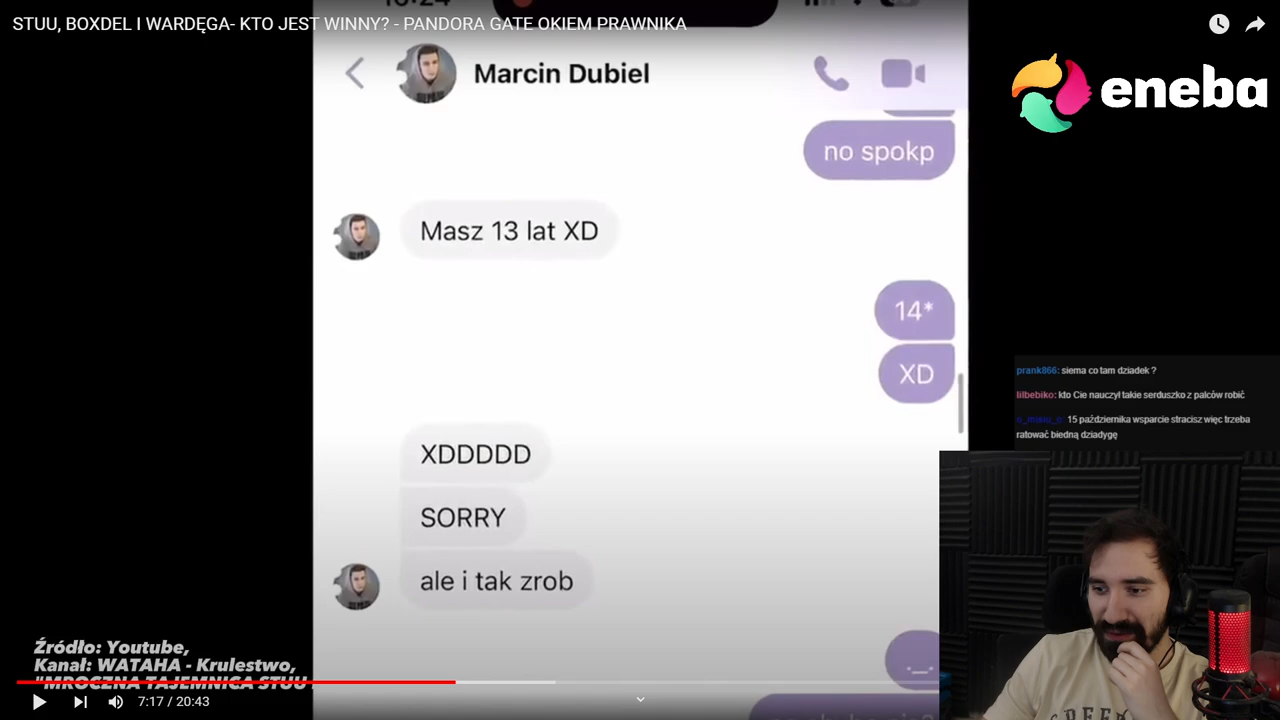 STUU, BOXDEL I WARDĘGA- KTO JEST WINNY? - PANDORA GATE OKIEM PRAWNIKA
Marcin Dubiel
eneba
no spokp
Masz 13 lat XD
14*
XD
XDDDDD
SORRY
ale i tak zrob
._.
prank866: siema co tam dziadek ?
lilbebiko: kto Cie nauczył takie serduszko z palców robić
15 października wsparcie stracisz więc trzeba
ratować biedną dziadygę
Źródło: Youtube,
Kanał: WATAHA - Krulestwo,
"MROCZNA TAJEMNICA STUU
7:17 / 20:43